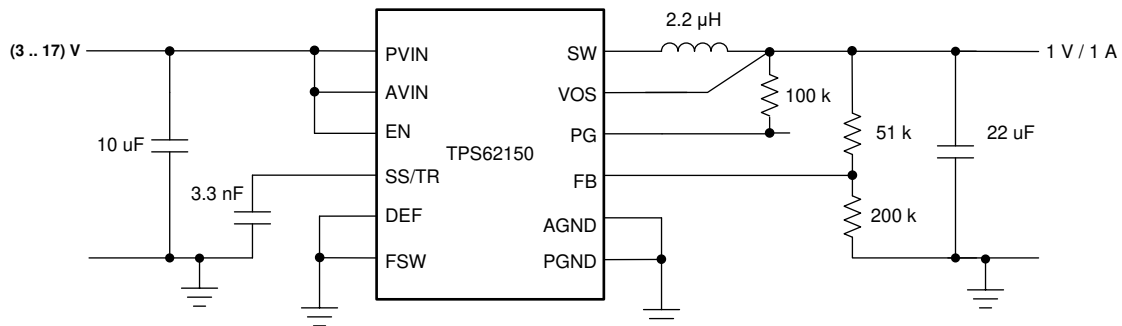 2.2 µH
(3 .. 17) V
PVIN
SW
1 V / 1 A
AVIN
VOS
100 k
10 uF
EN
PG
51 k
22 uF
TPS62150
3.3 nF
SS/TR
FB
DEF
AGND
200 k
FSW
PGND